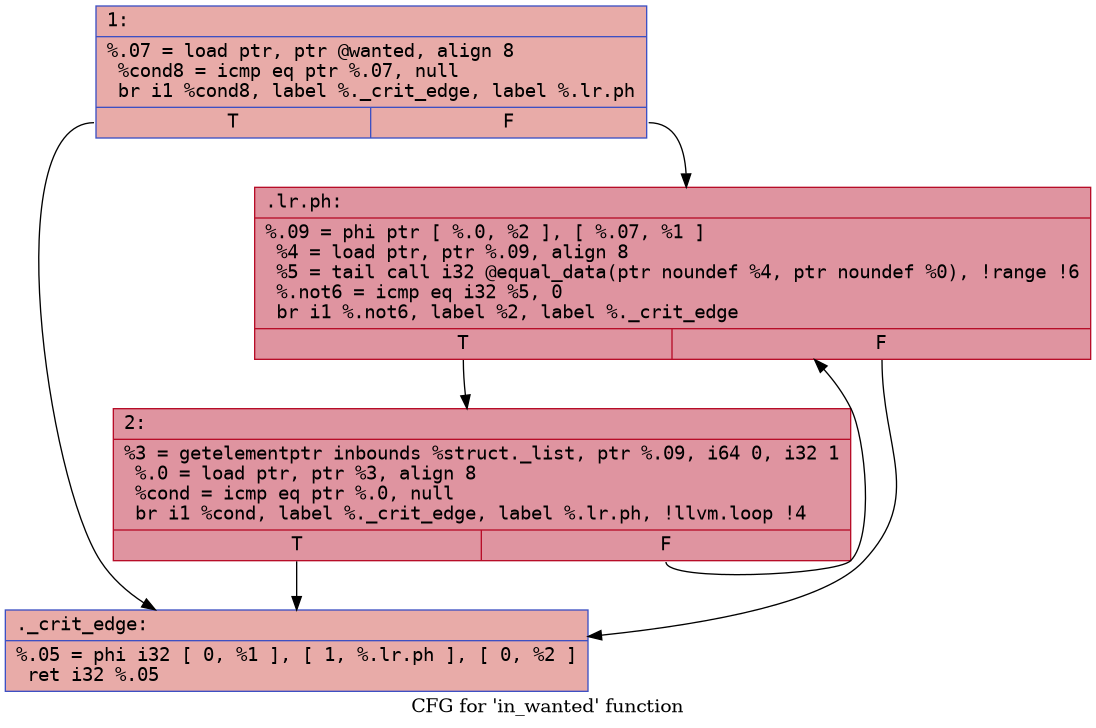 1:
%.07 = load ptr, ptr @wanted, align 8
%cond8 = icmp eq ptr %.07, null
br i1 %cond8, label %._crit_edge, label %.lr.ph
T F
.lr.ph:
%.09 = phi ptr [ %.0, %2 ], [ %.07, %1 ]
%4 = load ptr, ptr %.09, align 8
%5 = tail call i32 @equal_data(ptr noundef %4, ptr noundef %0), !range !6
%.not6 = icmp eq i32 %5, 0
br i1 %.not6, label %2, label %._crit_edge
T F
2:
%3 = getelementptr inbounds %struct._list, ptr %.09, i64 0, i32 1
%.0 = load ptr, ptr %3, align 8
%cond = icmp eq ptr %.0, null
br i1 %cond, label %._crit_edge, label %.lr.ph, !llvm.loop !4
T F
._crit_edge:
%.05 = phi i32 [ 0, %1 ], [ 1, %.lr.ph ], [ 0, %2 ]
ret i32 %.05
CFG for 'in_wanted' function